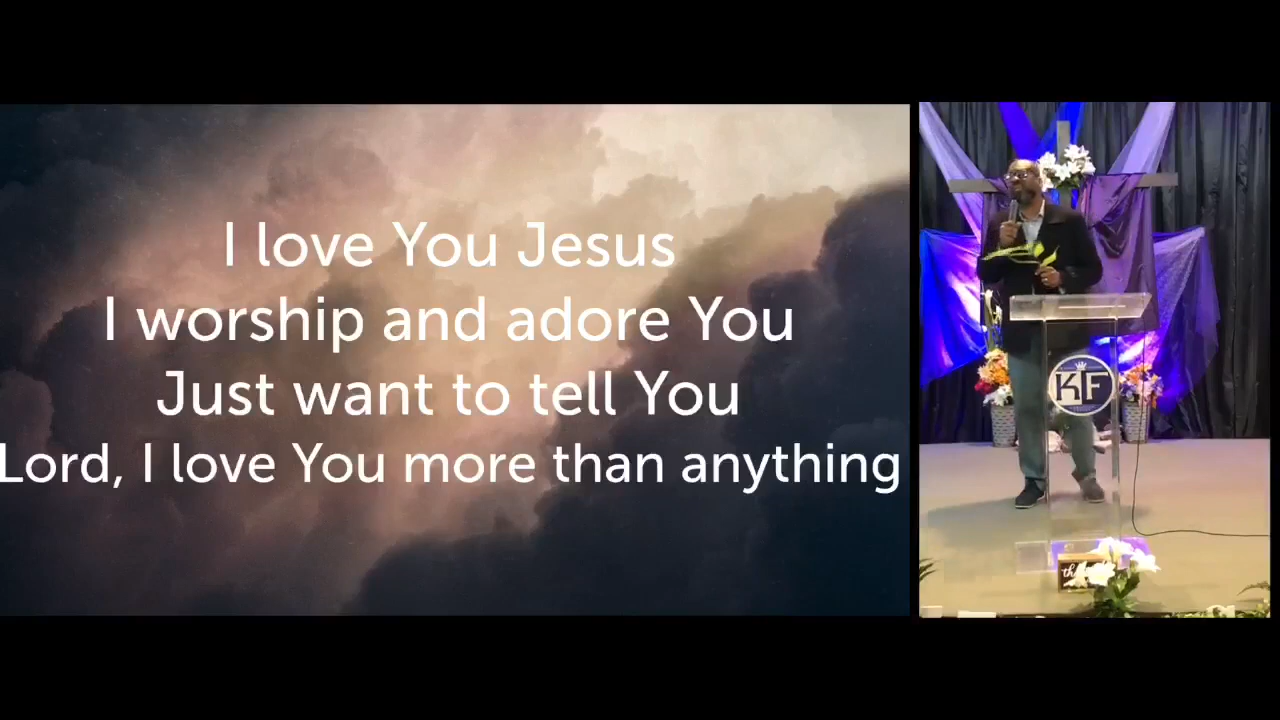 I love You Jesus
I worship and adore You
Just want to tell You
Lord, I love You more than anything
KF